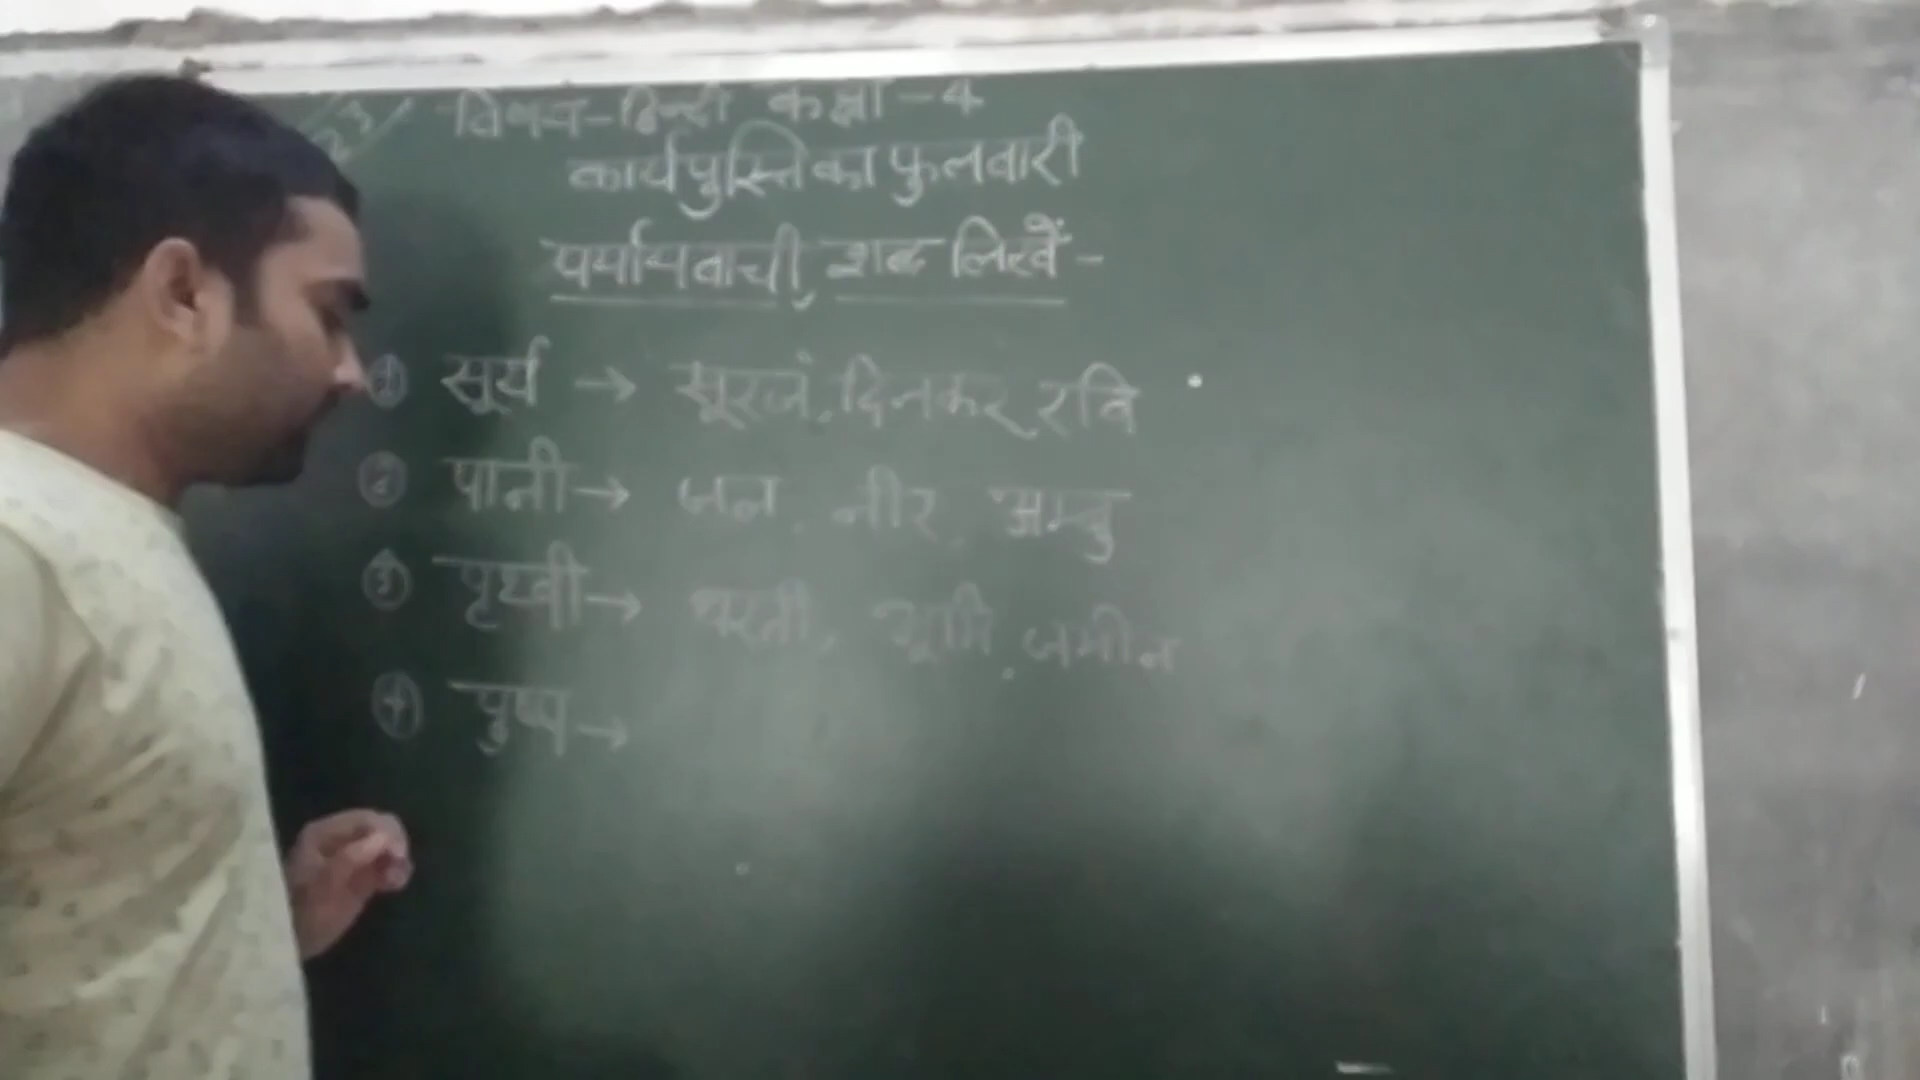 23/ विषय-हिन्दी कक्षा-4
कार्यपुस्तिका फुलवारी
पर्यायवाची शब्द लिखें-
① सूर्य → सूरज, दिनकर, रवि
② पानी → जल, नीर, अम्बु
③ पृथ्वी → धरती, भूमि, जमीन
④ पुष्प →